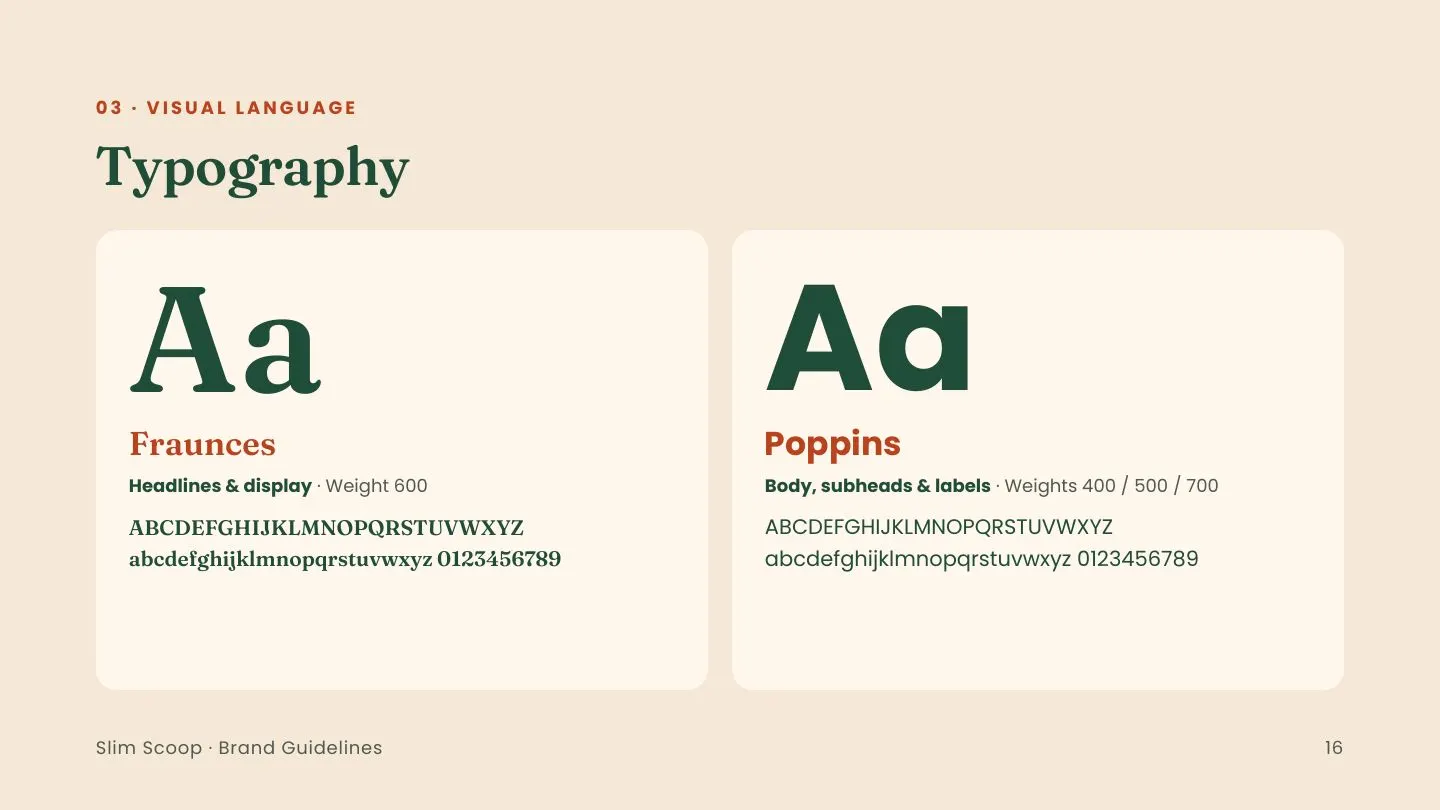 03 · VISUAL LANGUAGE
Typography
Aa
Fraunces
Headlines & display · Weight 600
ABCDEFGHIJKLMNOPQRSTUVWXYZ
abcdefghijklmnopqrstuvwxyz 0123456789
Aa
Poppins
Body, subheads & labels · Weights 400 / 500 / 700
ABCDEFGHIJKLMNOPQRSTUVWXYZ
abcdefghijklmnopqrstuvwxyz 0123456789
Slim Scoop · Brand Guidelines
16